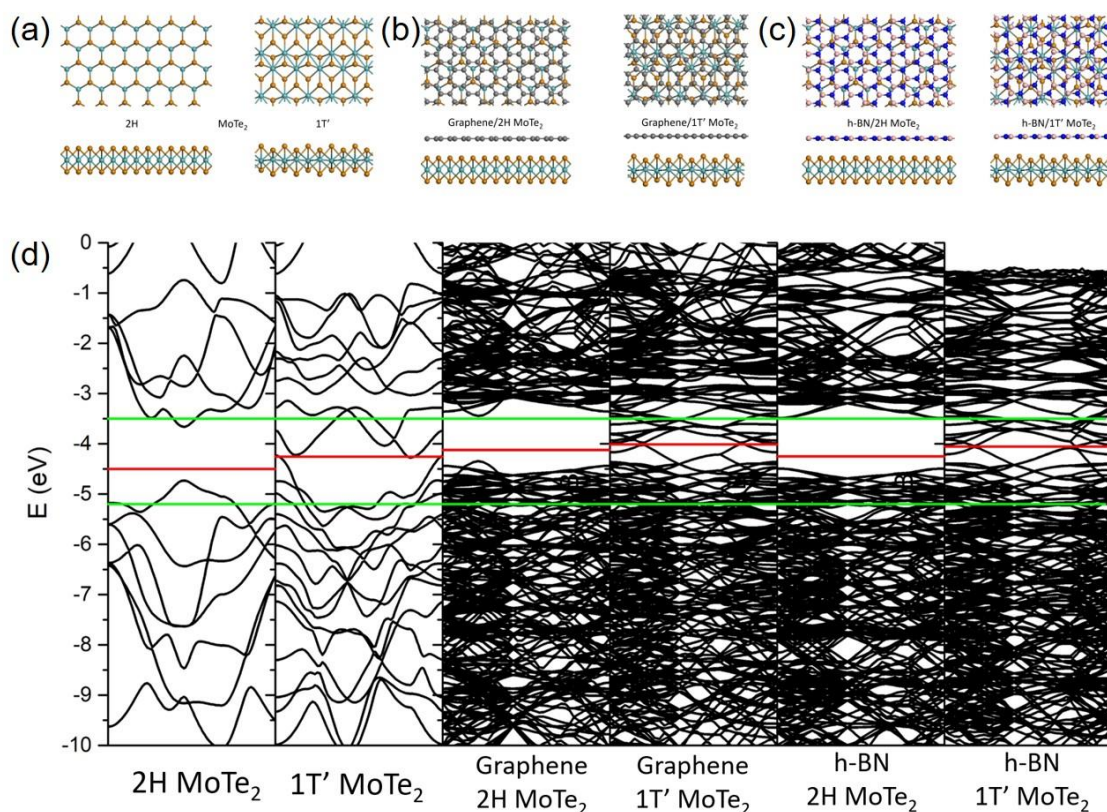 (a)
(b)
(c)
2H MoTe₂ 1T'
Graphene/2H MoTe₂ Graphene/1T' MoTe₂
h-BN/2H MoTe₂ h-BN/1T' MoTe₂
(d)
E (eV)
0
-1
-2
-3
-4
-5
-6
-7
-8
-9
-10
2H MoTe₂
1T' MoTe₂
Graphene
2H MoTe₂
Graphene
1T' MoTe₂
h-BN
2H MoTe₂
h-BN
1T' MoTe₂